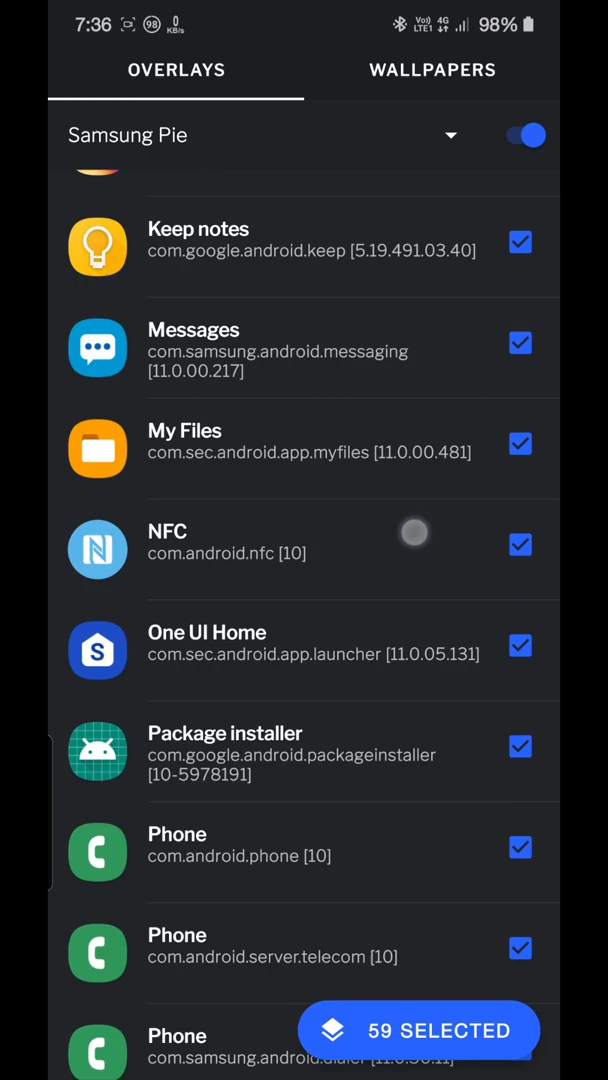 7:36 98 0 KB/s Vo)) LTE1 4G 98%
OVERLAYS WALLPAPERS
Samsung Pie
Keep notes
com.google.android.keep [5.19.491.03.40]
Messages
com.samsung.android.messaging
[11.0.00.217]
My Files
com.sec.android.app.myfiles [11.0.00.481]
NFC
com.android.nfc [10]
One UI Home
com.sec.android.app.launcher [11.0.05.131]
S
Package installer
com.google.android.packageinstaller
[10-5978191]
Phone
com.android.phone [10]
Phone
com.android.server.telecom [10]
Phone
com.samsung.android.dialer
59 SELECTED